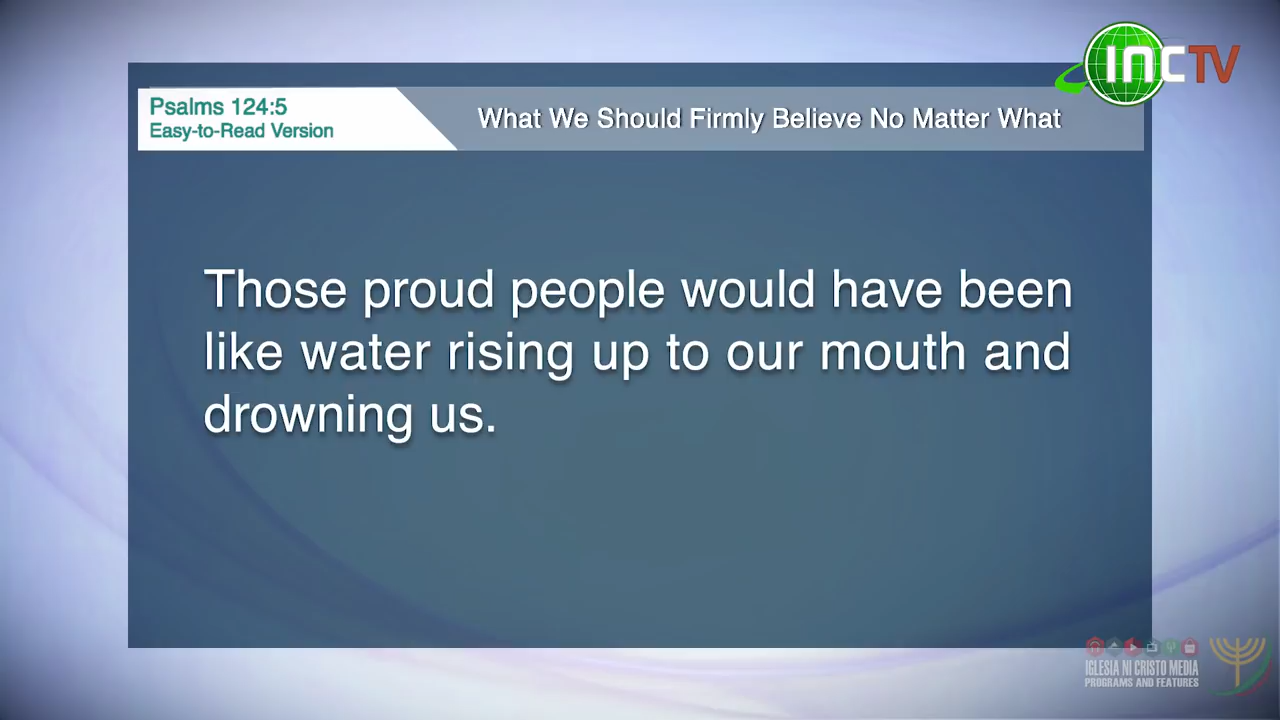 INCTV
Psalms 124:5
Easy-to-Read Version
What We Should Firmly Believe No Matter What
Those proud people would have been
like water rising up to our mouth and
drowning us.
IGLESIA NI CRISTO MEDIA
PROGRAMS AND FEATURES